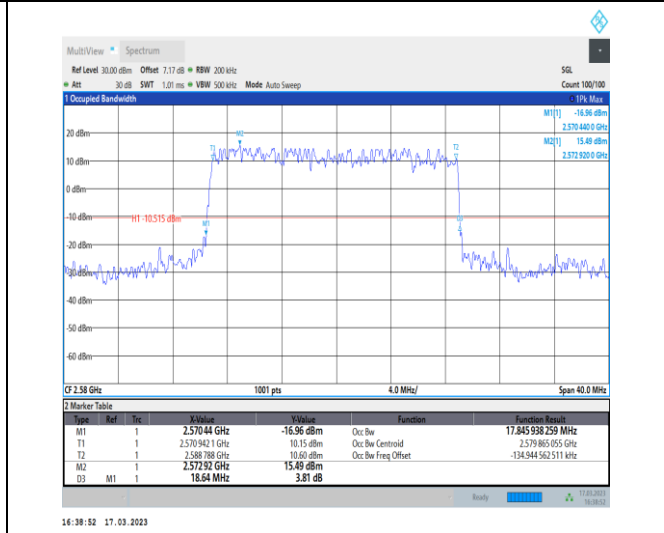 MultiView Spectrum
Ref Level 30.00 dBm Offset 7.17 dB RBW 200 kHz SGL
Att 30 dB SWT 1.01 ms VBW 500 kHz Mode Auto Sweep Count 100/100
1 Occupied Bandwidth 1Pk Max
M1[1] -16.96 dBm
2.570 440 0 GHz
M2[1] 15.49 dBm
2.572 920 0 GHz
20 dBm
M2
T1 T2
10 dBm
0 dBm
-10 dBm H1 -10.515 dBm
M1 D3
-20 dBm
-30 dBm
-40 dBm
-50 dBm
-60 dBm
CF 2.58 GHz 1001 pts 4.0 MHz/ Span 40.0 MHz
2 Marker Table
Type Ref Trc X-Value Y-Value Function Function Result
M1 1 2.57044 GHz -16.96 dBm Occ Bw 17.845 938 259 MHz
T1 1 2.570 942 1 GHz 10.15 dBm Occ Bw Centroid 2.579 865 055 GHz
T2 1 2.588 788 GHz 10.60 dBm Occ Bw Freq Offset -134.944 562 511 kHz
M2 1 2.57292 GHz 15.49 dBm
D3 M1 1 18.64 MHz 3.81 dB
Ready 17.03.2023
16:38:52
16:38:52 17.03.2023